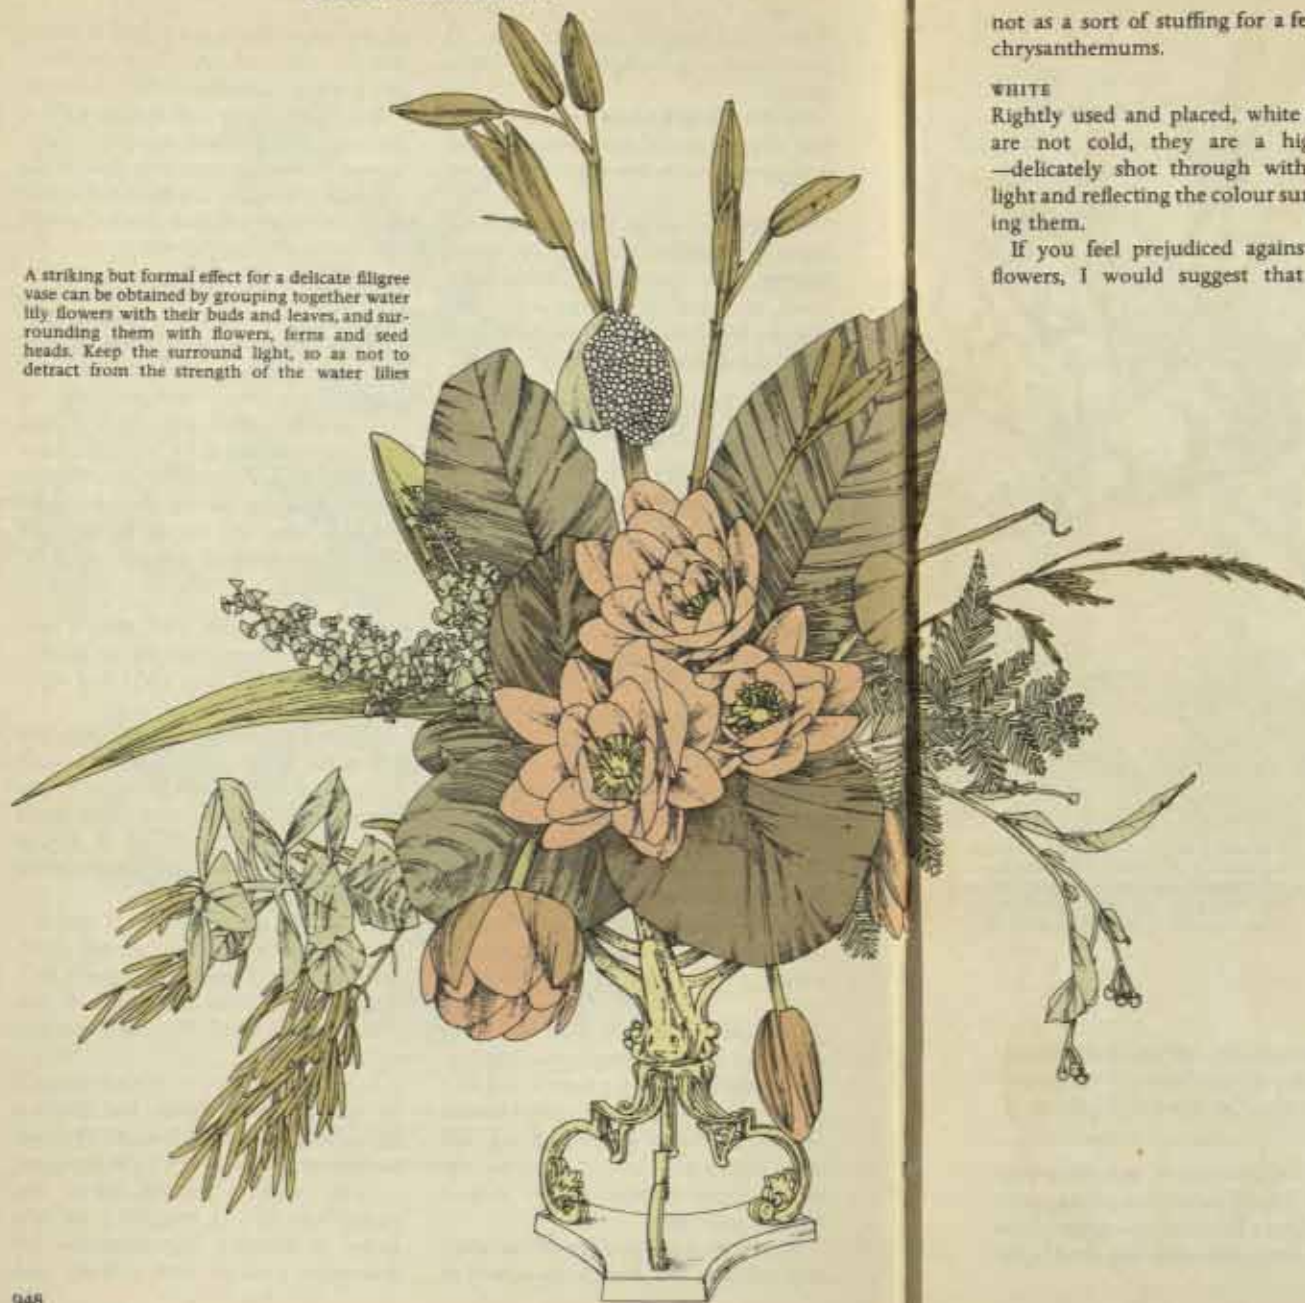 A striking but formal effect for a delicate filigree
vase can be obtained by grouping together water
lily flowers with their buds and leaves, and sur-
rounding them with flowers, ferns and seed
heads. Keep the surround light, so as not to
detract from the strength of the water lilies
948
not as a sort of stuffing for a fe
chrysanthemums.
WHITE
Rightly used and placed, white
are not cold, they are a hig
—delicately shot through with
light and reflecting the colour sur
ing them.
If you feel prejudiced agains
flowers, I would suggest that